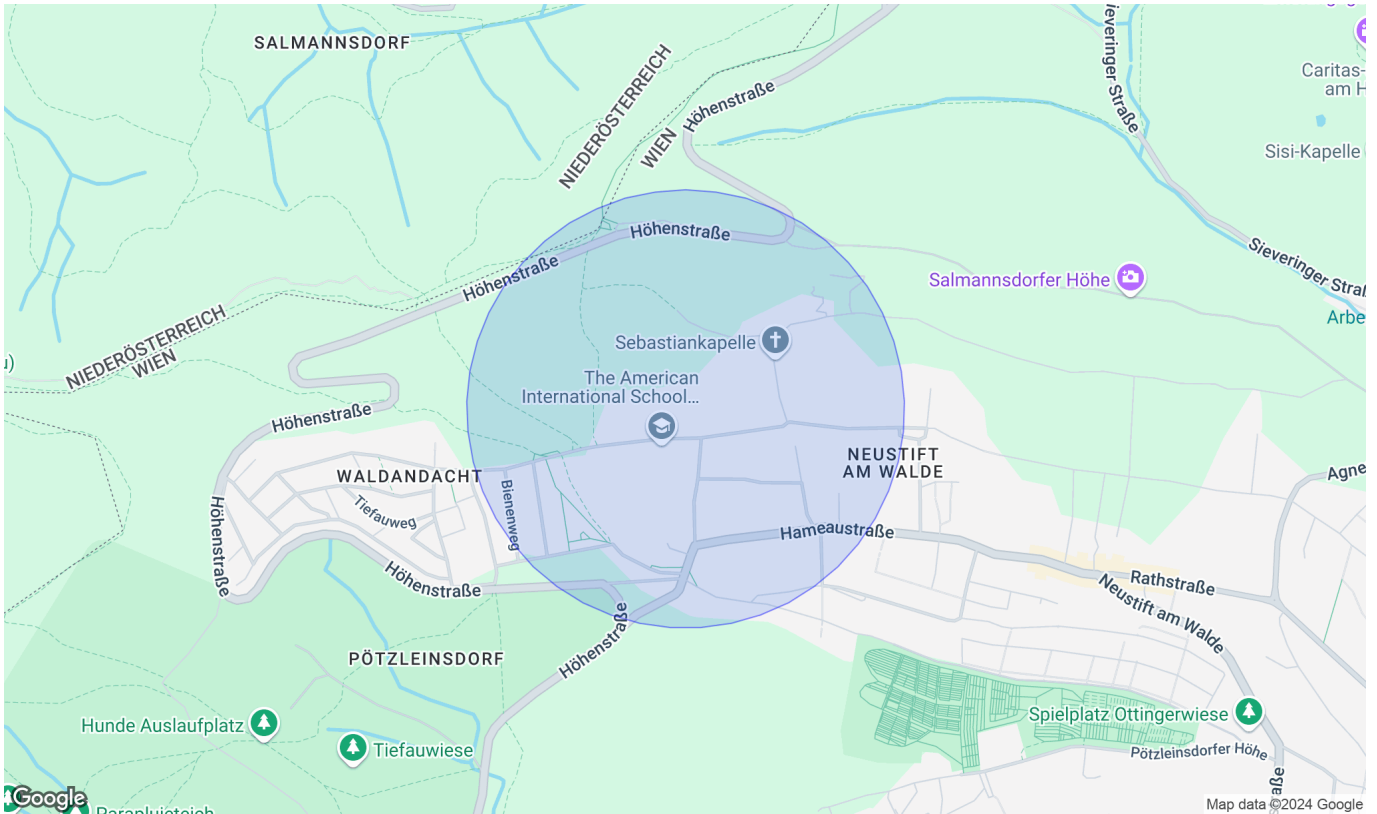 SALMANNSDORF
NIEDERÖSTERREICH
WIEN
Höhenstraße
Sieveringer Straße
Caritas-
am H
Sisi-Kapelle
Höhenstraße
Höhenstraße
Sieveringer Stra
Salmannsdorfer Höhe
Arbe
NIEDERÖSTERREICH
WIEN
u)
Sebastiankapelle
The American
International School...
Höhenstraße
WALDANDACHT
NEUSTIFT
AM WALDE
Agne
Bienenweg
Tiefauweg
Höhenstraße
Hameaustraße
Höhenstraße
Rathstraße
Neustift am Walde
Höhenstraße
PÖTZLEINSDORF
Hunde Auslaufplatz
Tiefauwiese
Spielplatz Ottingerwiese
Pötzleinsdorfer Höhe
straße
Google
Parapluieteich
Map data ©2024 Google